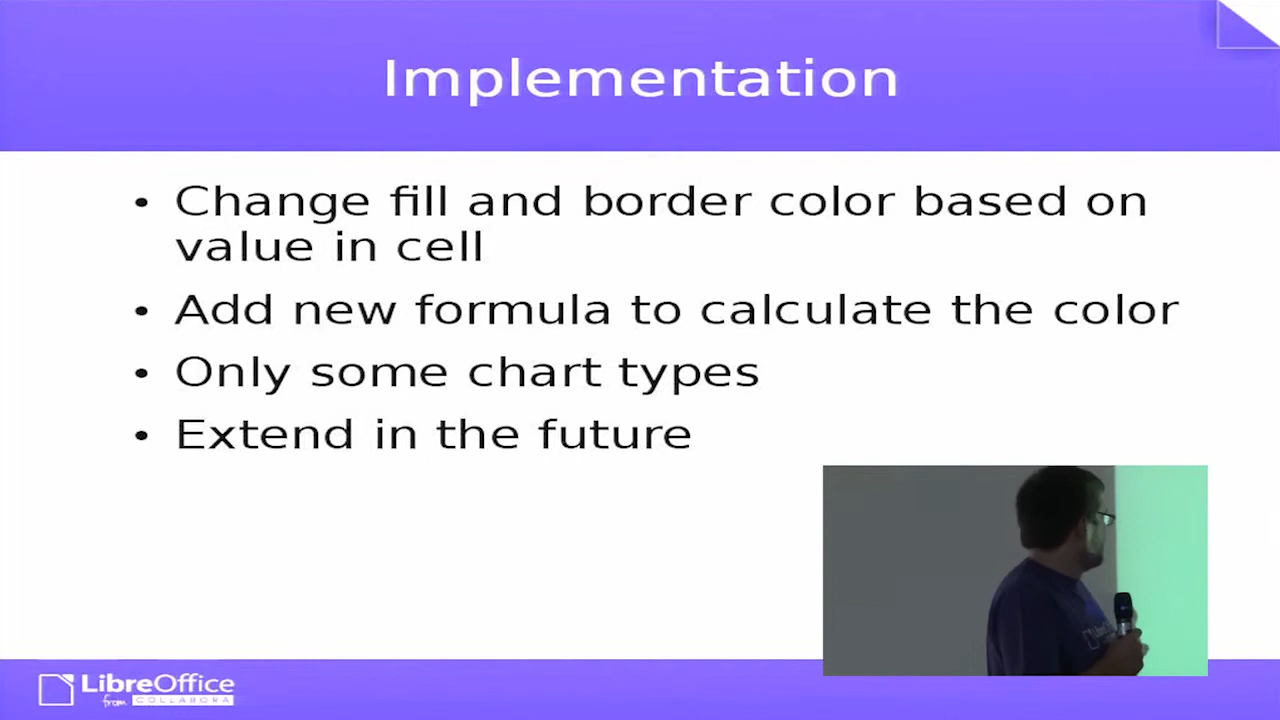 Implementation
• Change fill and border color based on
value in cell
• Add new formula to calculate the color
• Only some chart types
• Extend in the future
LibreOffice
from COLLABORA